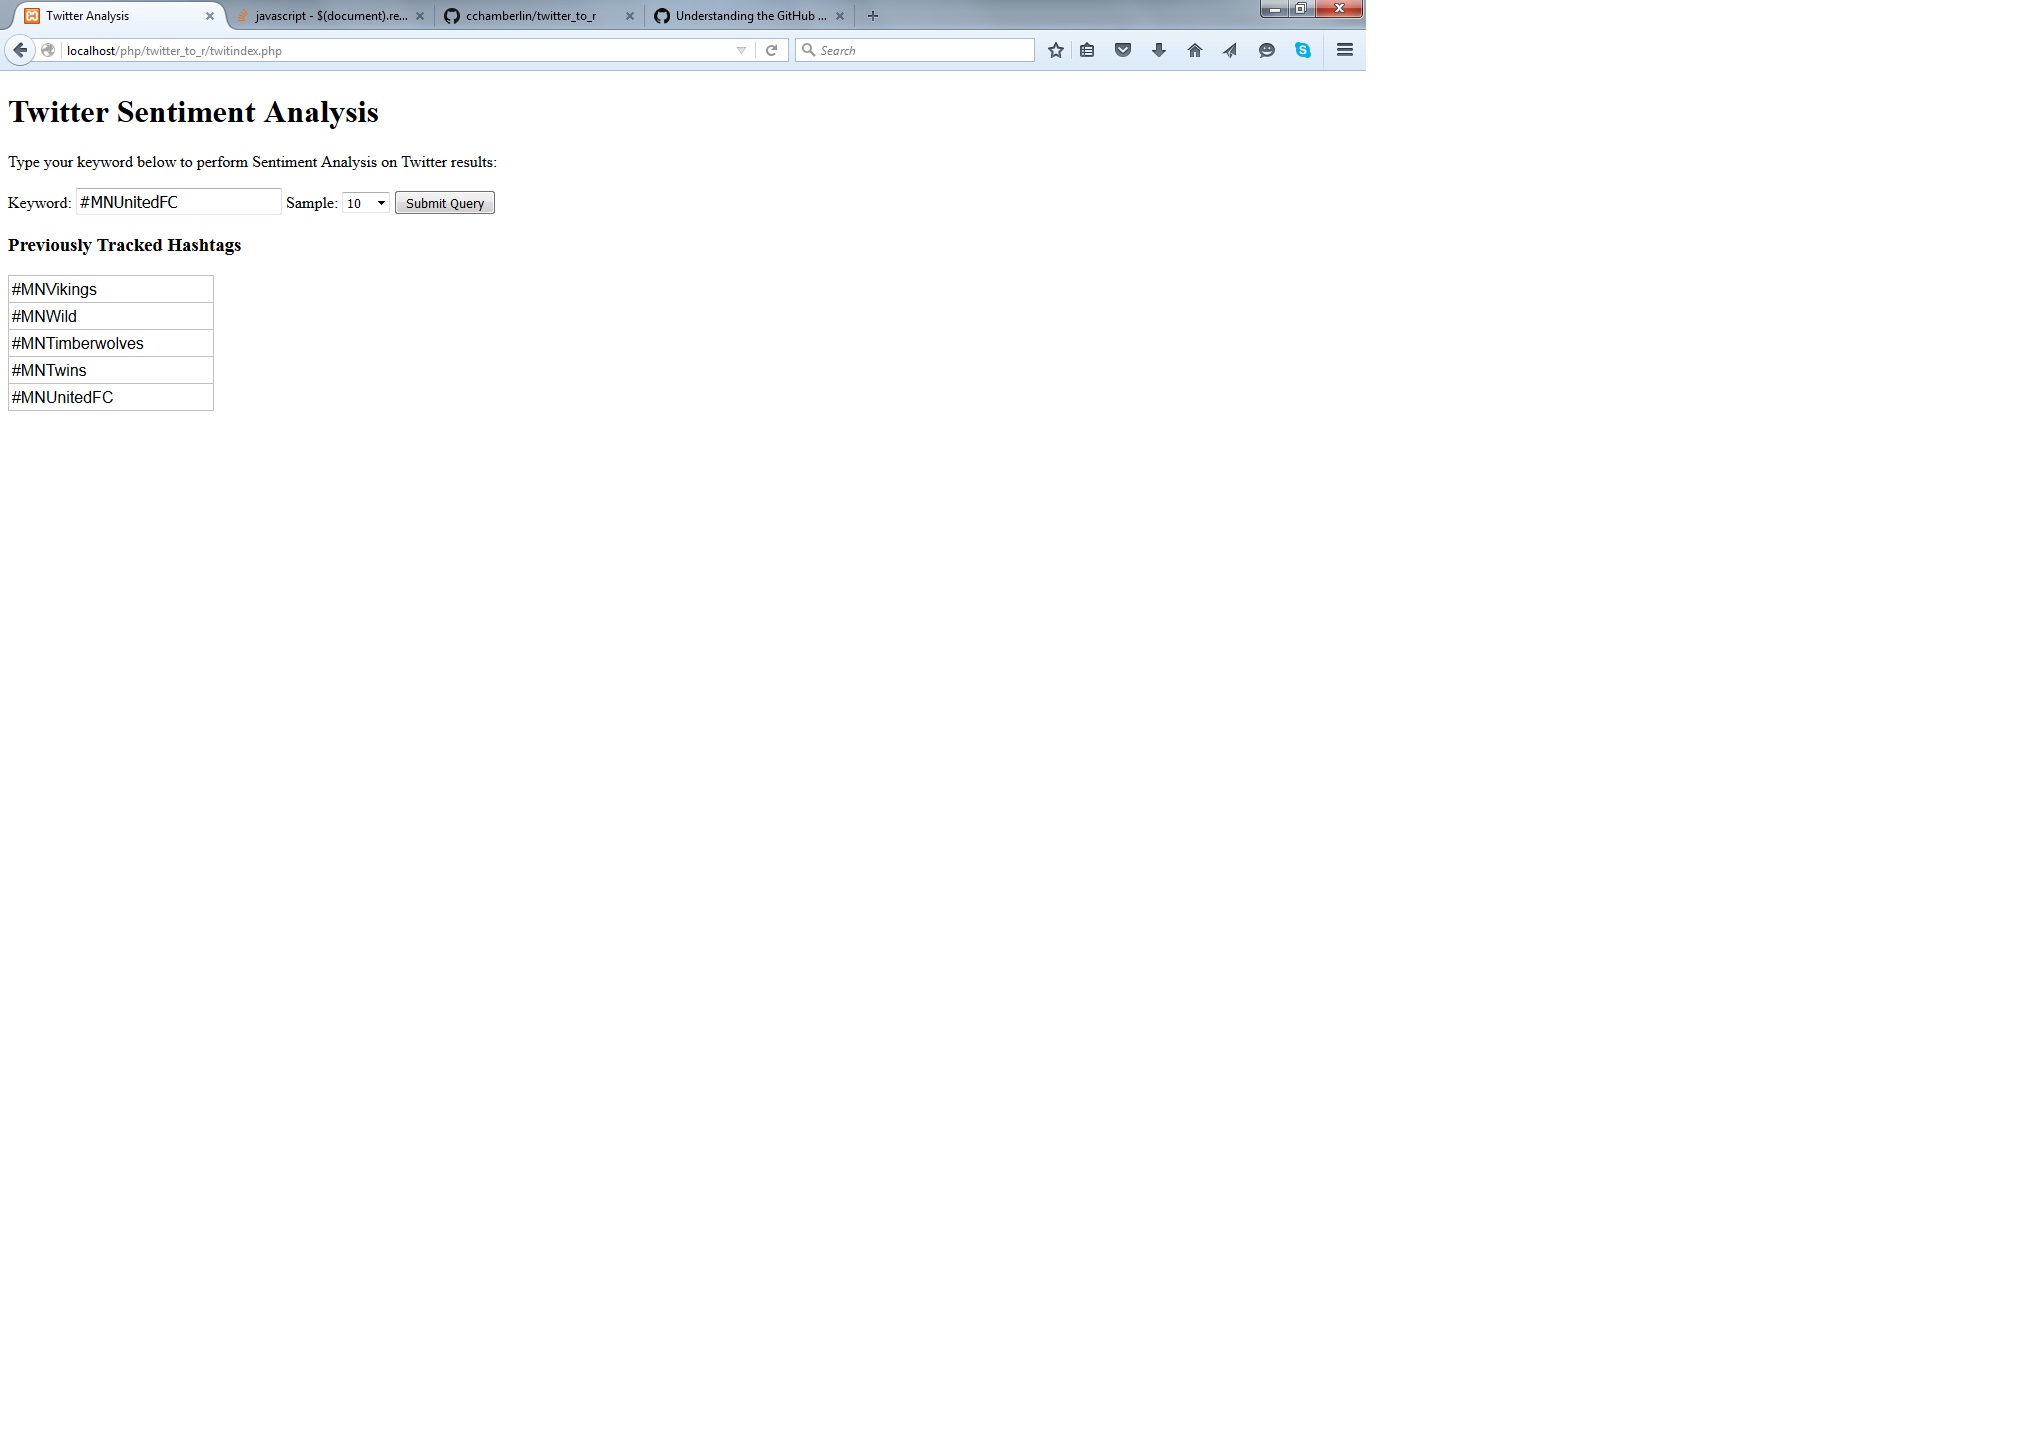 Twitter Analysis javascript - $(document).re... cchamberlin/twitter_to_r Understanding the GitHub ...
localhost/php/twitter_to_r/twitindex.php Search
Twitter Sentiment Analysis
Type your keyword below to perform Sentiment Analysis on Twitter results:
Keyword: #MNUnitedFC Sample: 10 Submit Query
Previously Tracked Hashtags
#MNVikings
#MNWild
#MNTimberwolves
#MNTwins
#MNUnitedFC